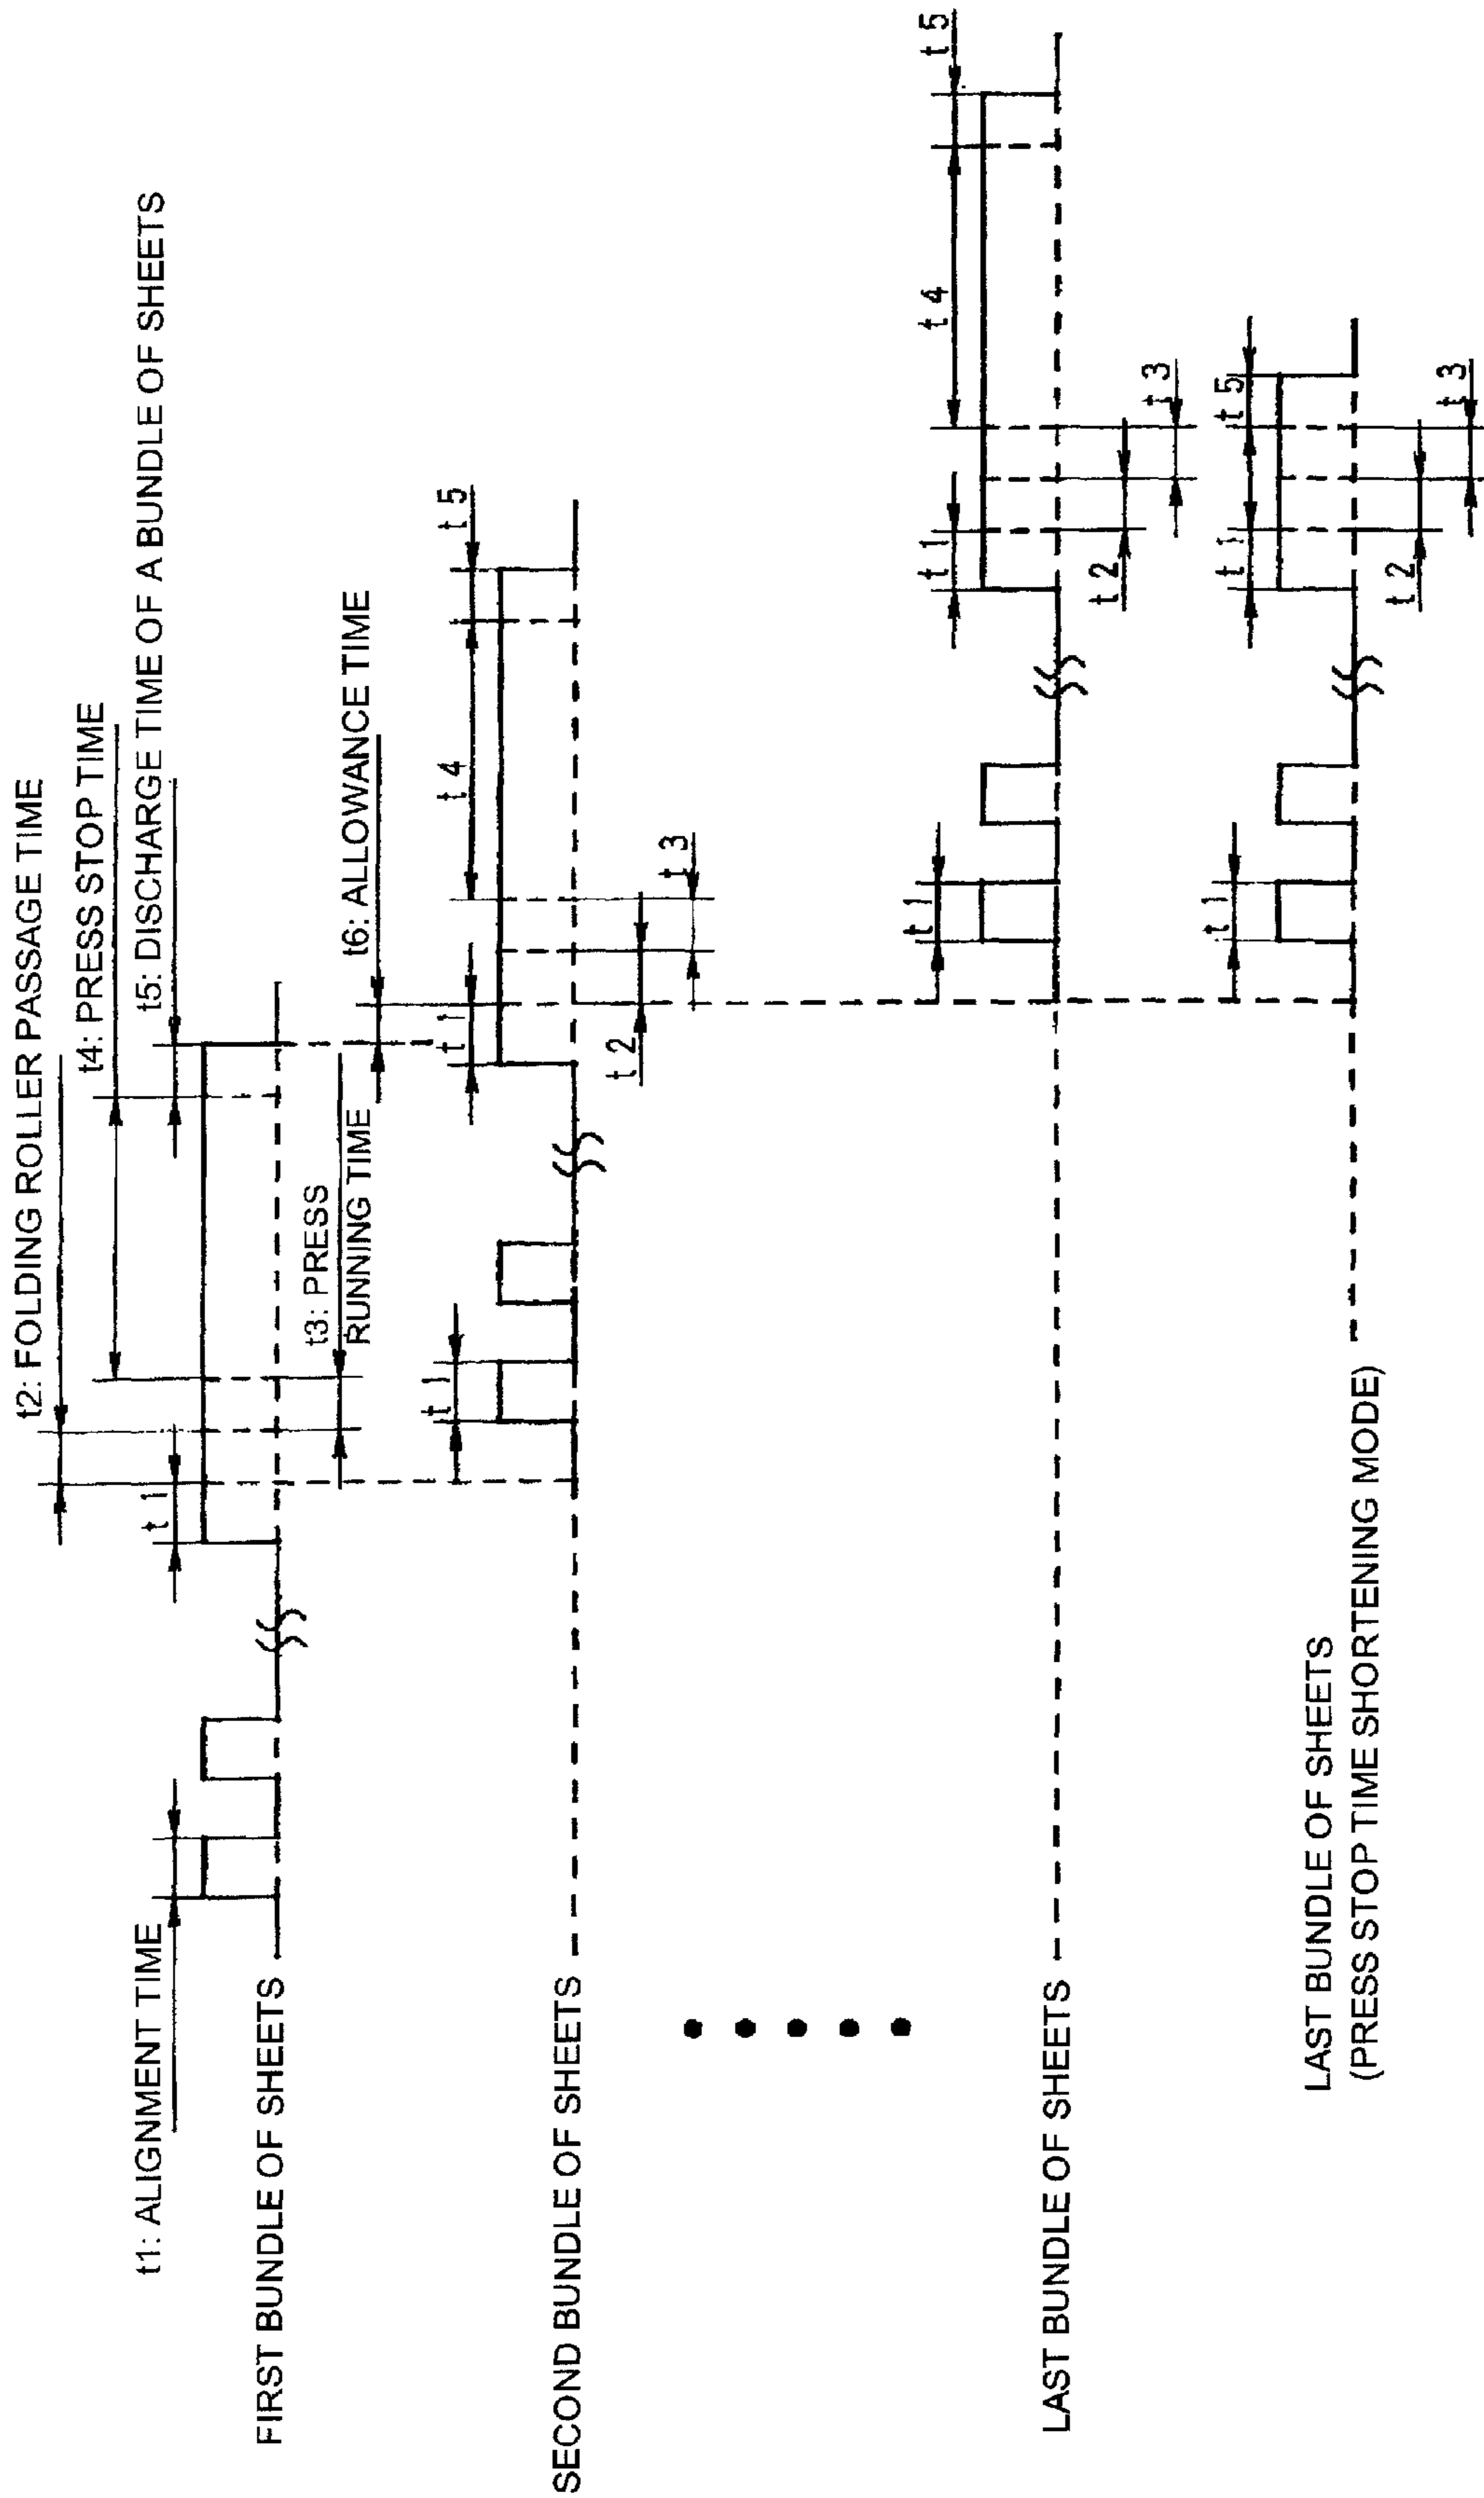 t2: FOLDING ROLLER PASSAGE TIME
t4: PRESS STOP TIME
t1: ALIGNMENT TIME
t1
t5: DISCHARGE TIME OF A BUNDLE OF SHEETS
FIRST BUNDLE OF SHEETS
t3: PRESS
RUNNING TIME
t6: ALLOWANCE TIME
t1
t1
t4
t5
SECOND BUNDLE OF SHEETS
t2
t3
t1
t1
t4
t5
LAST BUNDLE OF SHEETS
t2
t3
t1
t1
t5
LAST BUNDLE OF SHEETS
(PRESS STOP TIME SHORTENING MODE)
t2
t3